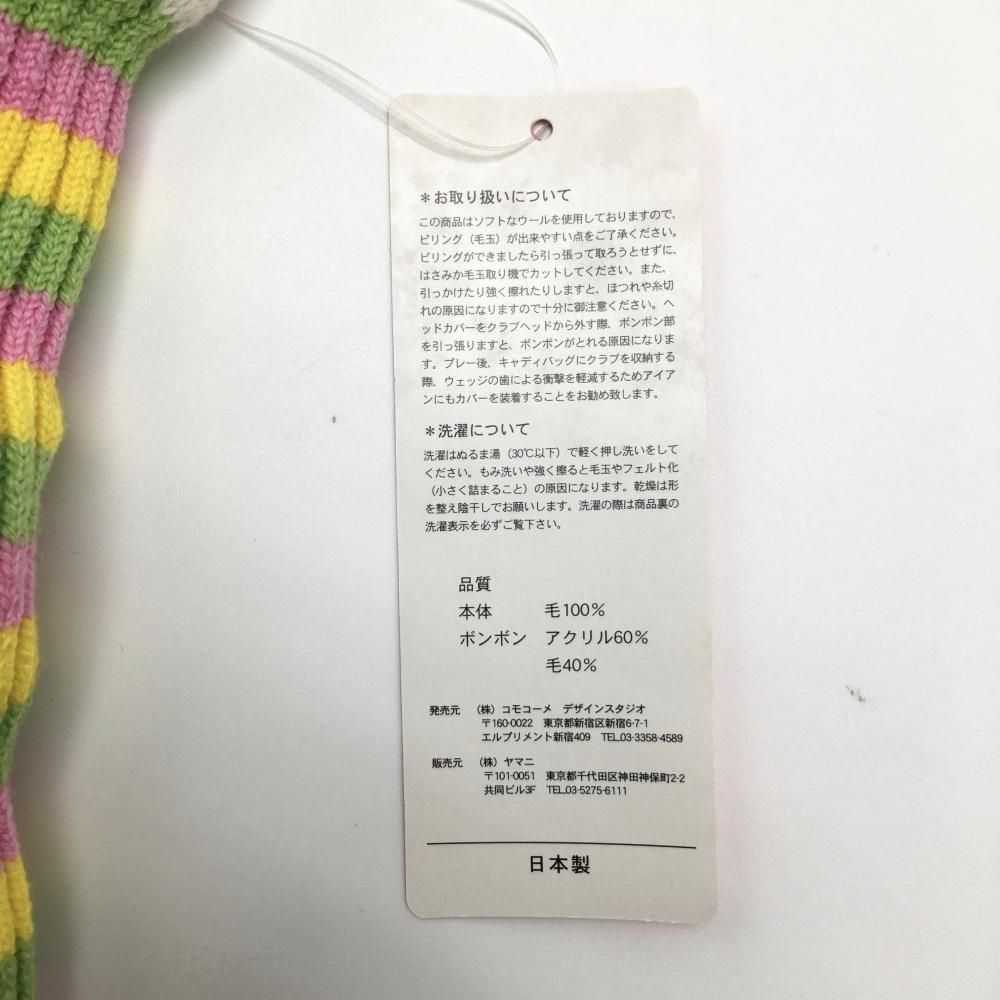 ＊お取り扱いについて
この商品はソフトなウールを使用しておりますので、
ピリング（毛玉）が出来やすい点をご了承ください。
ピリングができましたら引っ張って取ろうとせずに、
はさみか毛玉取り機でカットしてください。また、
引っかけたり強く擦れたりしますと、ほつれや糸切
れの原因になりますので十分に御注意ください。ヘ
ッドカバーをクラブヘッドから外す際、ボンボン部
を引っ張りますと、ボンボンがとれる原因になりま
す。プレー後、キャディバッグにクラブを収納する
際、ウェッジの歯による衝撃を軽減するためアイア
ンにもカバーを装着することをお勧め致します。
＊洗濯について
洗濯はぬるま湯（30℃以下）で軽く押し洗いをして
ください。もみ洗いや強く擦ると毛玉やフェルト化
（小さく詰まること）の原因になります。乾燥は形
を整え陰干しでお願いします。洗濯の際は商品裏の
洗濯表示を必ずご覧下さい。
品質
本体 毛100％
ボンボン アクリル60％
毛40％
発売元 （株）コモコーメ デザインスタジオ
〒160-0022 東京都新宿区新宿6-7-1
エルプリメント新宿409 TEL.03-3358-4589
販売元 （株）ヤマニ
〒101-0051 東京都千代田区神田神保町2-2
共同ビル3F TEL.03-5275-6111
日本製